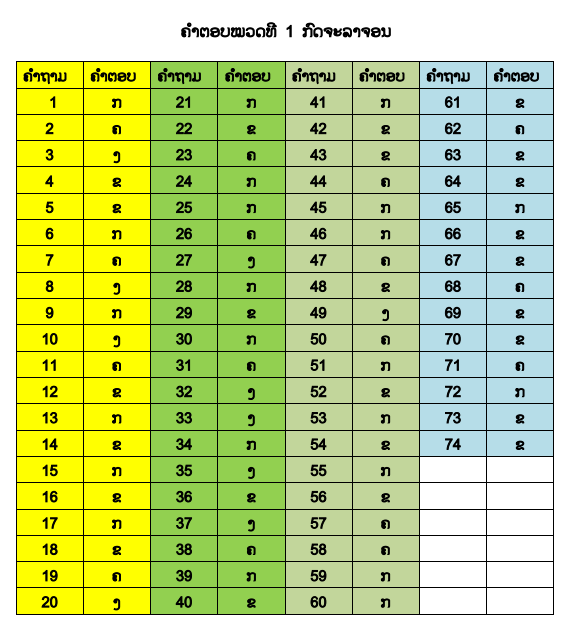 ຄຳຕອບໝວດທີ 1 ກົດຈະລາຈອນ
ຄຳຖາມ ຄຳຕອບ ຄຳຖາມ ຄຳຕອບ ຄຳຖາມ ຄຳຕອບ ຄຳຖາມ ຄຳຕອບ
1 ກ 21 ກ 41 ກ 61 ຂ
2 ຄ 22 ຂ 42 ຂ 62 ຄ
3 ງ 23 ຄ 43 ຂ 63 ຂ
4 ຂ 24 ກ 44 ຄ 64 ຂ
5 ຂ 25 ກ 45 ກ 65 ກ
6 ກ 26 ຄ 46 ກ 66 ຂ
7 ຄ 27 ງ 47 ຄ 67 ຂ
8 ງ 28 ກ 48 ຂ 68 ຄ
9 ກ 29 ຂ 49 ງ 69 ຂ
10 ງ 30 ກ 50 ຄ 70 ຂ
11 ຄ 31 ຄ 51 ກ 71 ຄ
12 ຂ 32 ງ 52 ຂ 72 ກ
13 ກ 33 ງ 53 ກ 73 ຂ
14 ຂ 34 ກ 54 ຂ 74 ຂ
15 ກ 35 ງ 55 ກ
16 ຂ 36 ຂ 56 ຂ
17 ກ 37 ງ 57 ຄ
18 ຂ 38 ຄ 58 ຄ
19 ຄ 39 ກ 59 ກ
20 ງ 40 ຂ 60 ກ